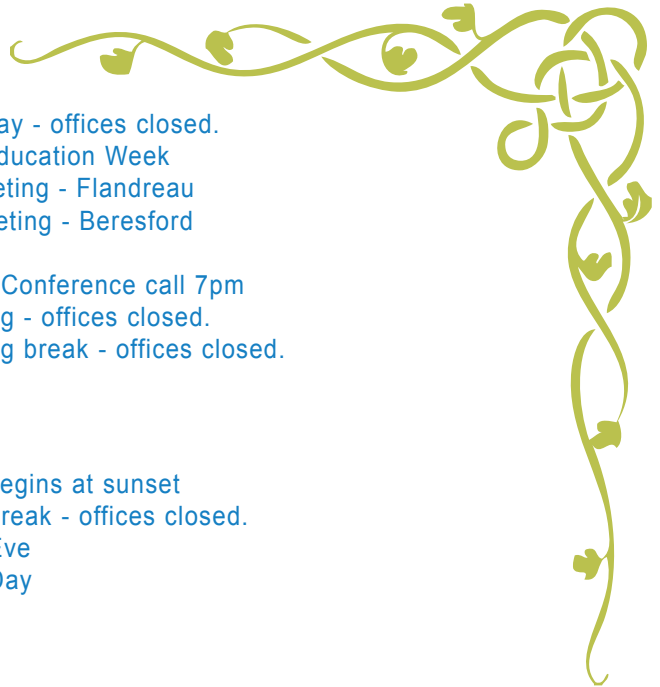 ay - offices closed.
ducation Week
eting - Flandreau
eting - Beresford
Conference call 7pm
g - offices closed.
g break - offices closed.
egins at sunset
reak - offices closed.
Eve
Day